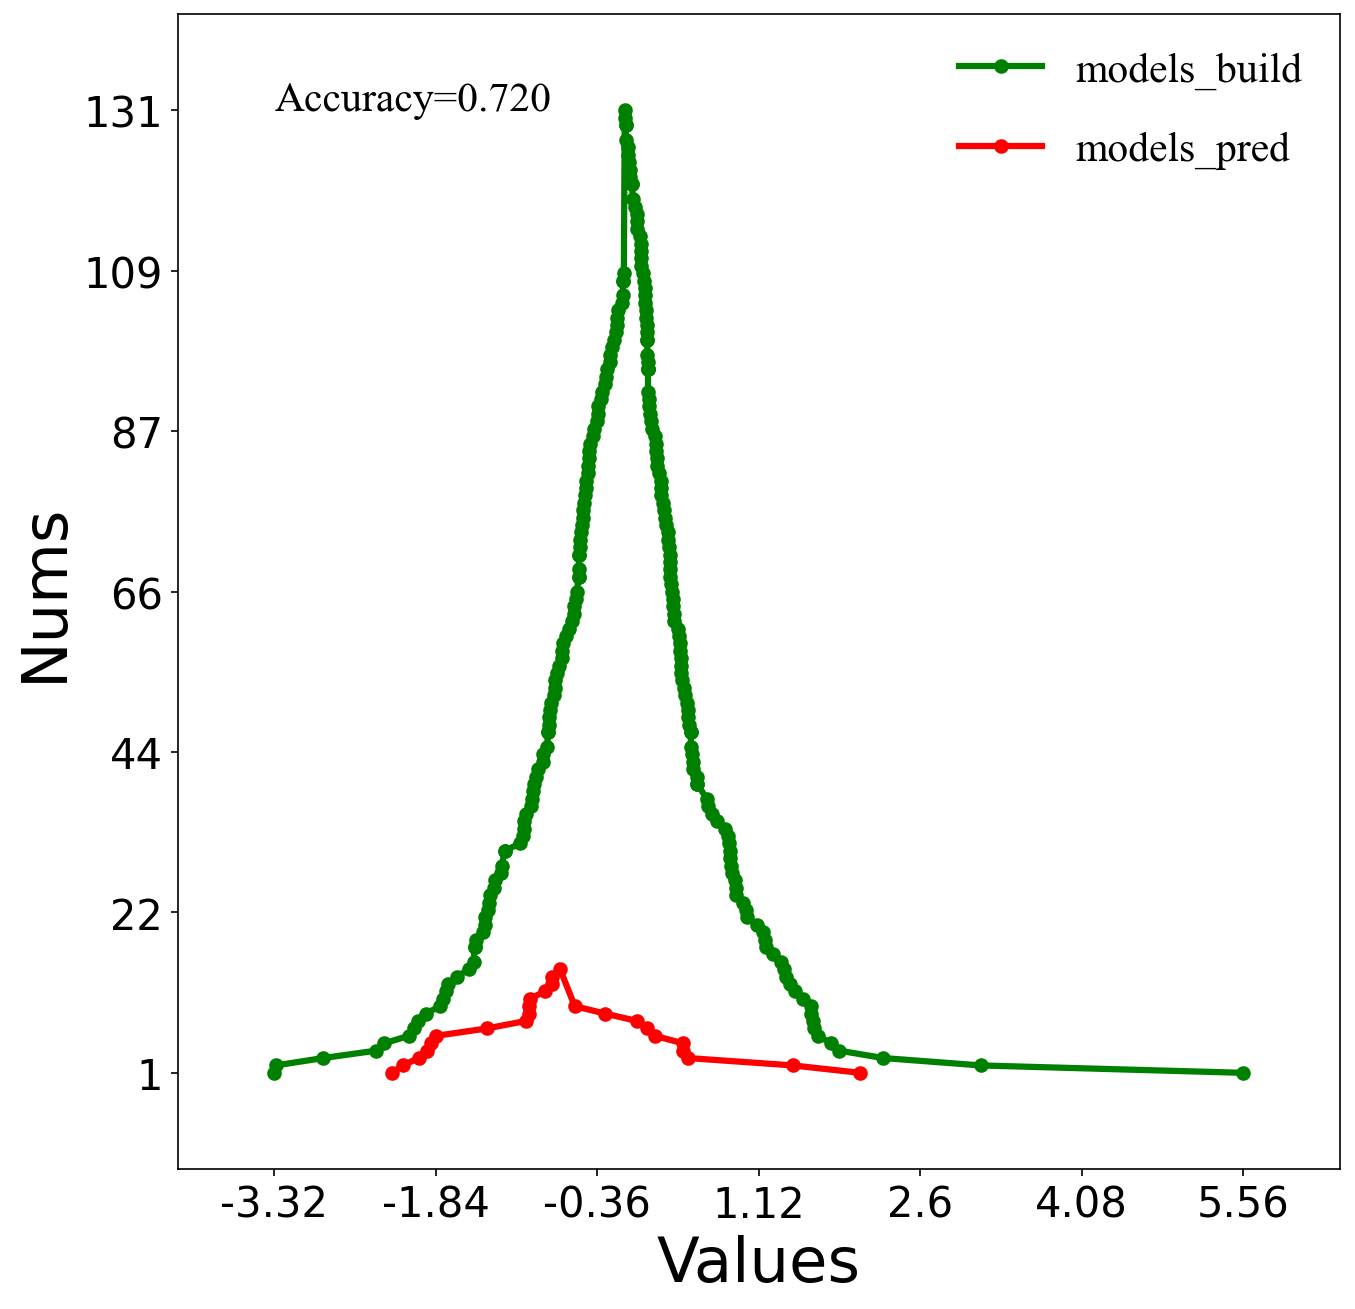 Accuracy=0.720
models_build
models_pred
Nums
131
109
87
66
44
22
1
-3.32
-1.84
-0.36
1.12
2.6
4.08
5.56
Values